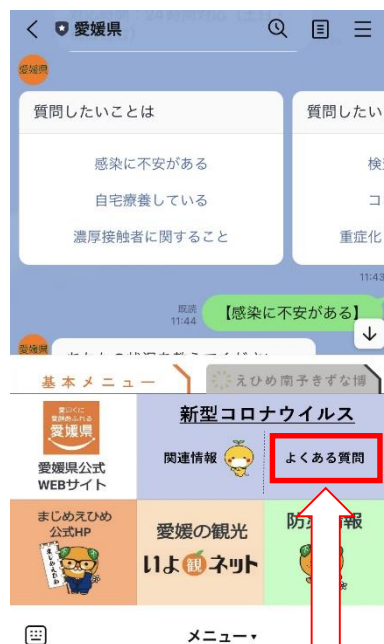 愛媛県
愛媛県
質問したいことは
感染に不安がある
自宅療養している
濃厚接触者に関すること
質問したい
重症化
11:43
既読
11:44
【感染に不安がある】
愛媛県
基本メニュー
えひめ南予きずな博
愛媛県
愛媛県公式
WEBサイト
新型コロナウイルス
関連情報
よくある質問
まじめえひめ
公式HP
愛媛の観光
いよ観ネット
メニュー▾